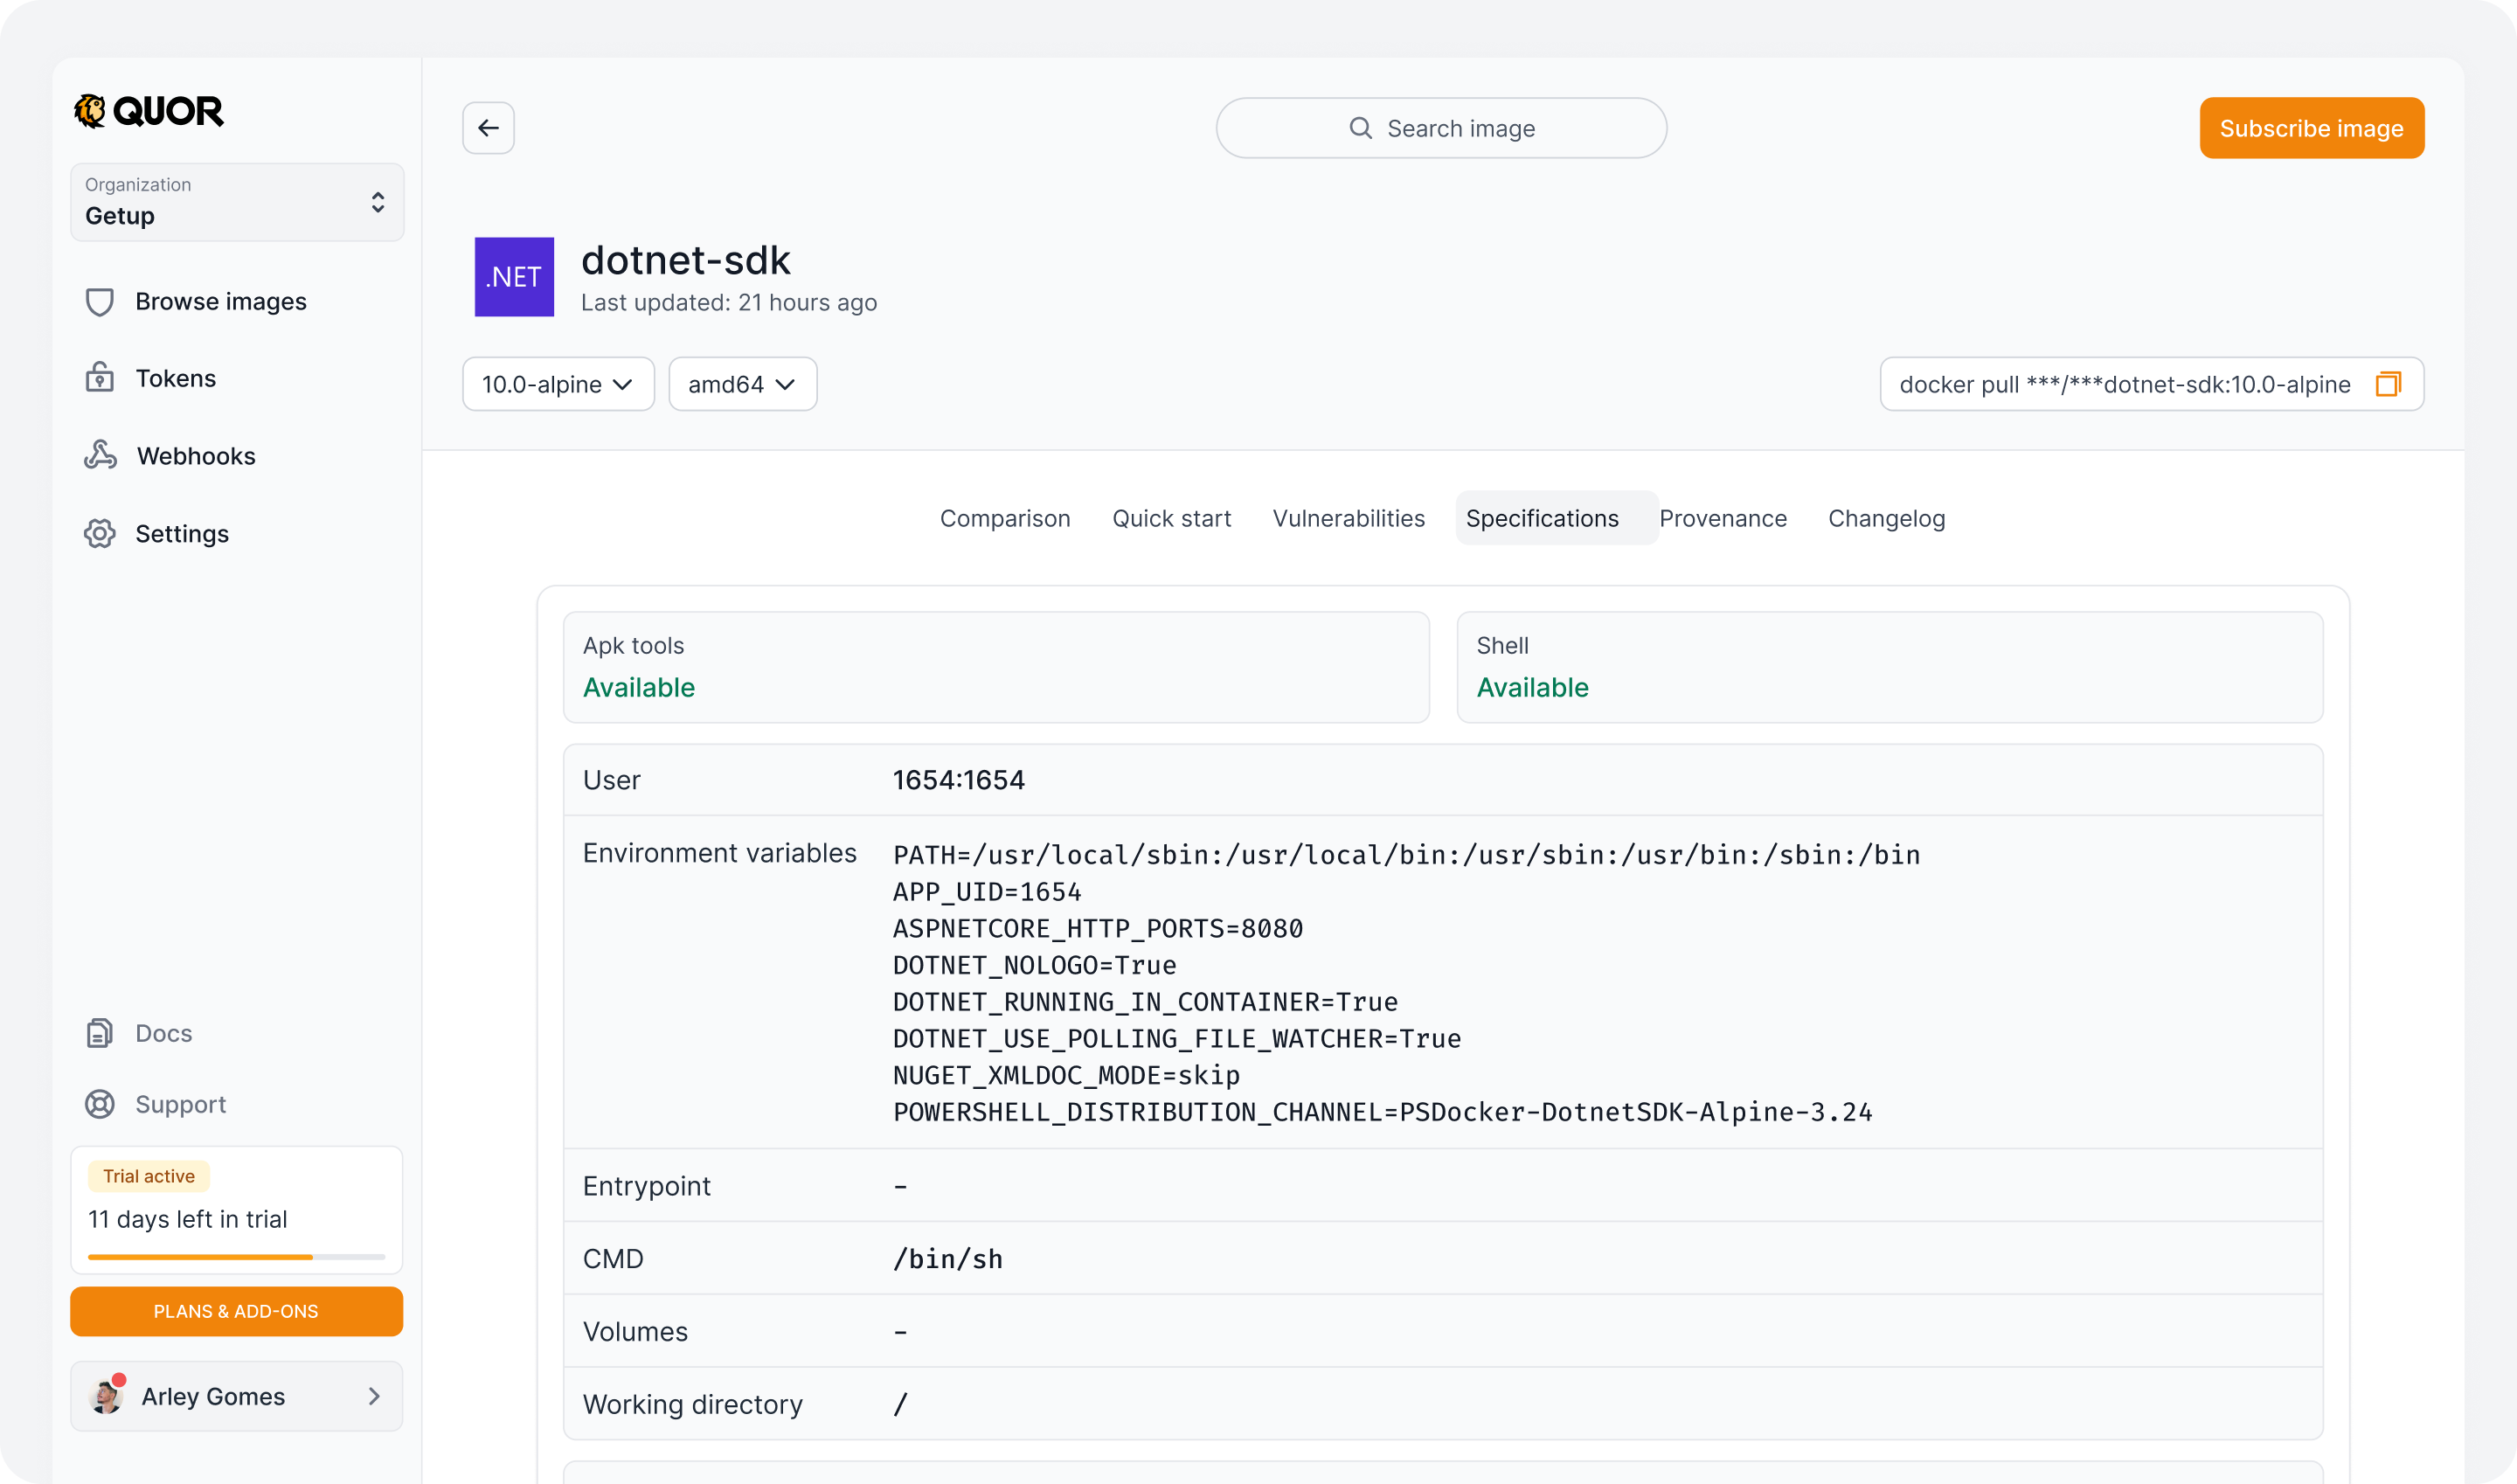 QUOR
Organization
Getup
Browse images
Tokens
Webhooks
Settings
Docs
Support
Trial active
11 days left in trial
PLANS & ADD-ONS
Arley Gomes
Search image
Subscribe image
.NET
dotnet-sdk
Last updated: 21 hours ago
10.0-alpine
amd64
docker pull ***/***dotnet-sdk:10.0-alpine
Comparison
Quick start
Vulnerabilities
Specifications
Provenance
Changelog
Apk tools
Available
Shell
Available
User
1654:1654
Environment variables
PATH=/usr/local/sbin:/usr/local/bin:/usr/sbin:/usr/bin:/sbin:/bin
APP_UID=1654
ASPNETCORE_HTTP_PORTS=8080
DOTNET_NOLOGO=True
DOTNET_RUNNING_IN_CONTAINER=True
DOTNET_USE_POLLING_FILE_WATCHER=True
NUGET_XMLDOC_MODE=skip
POWERSHELL_DISTRIBUTION_CHANNEL=PSDocker-DotnetSDK-Alpine-3.24
Entrypoint
-
CMD
/bin/sh
Volumes
-
Working directory
/